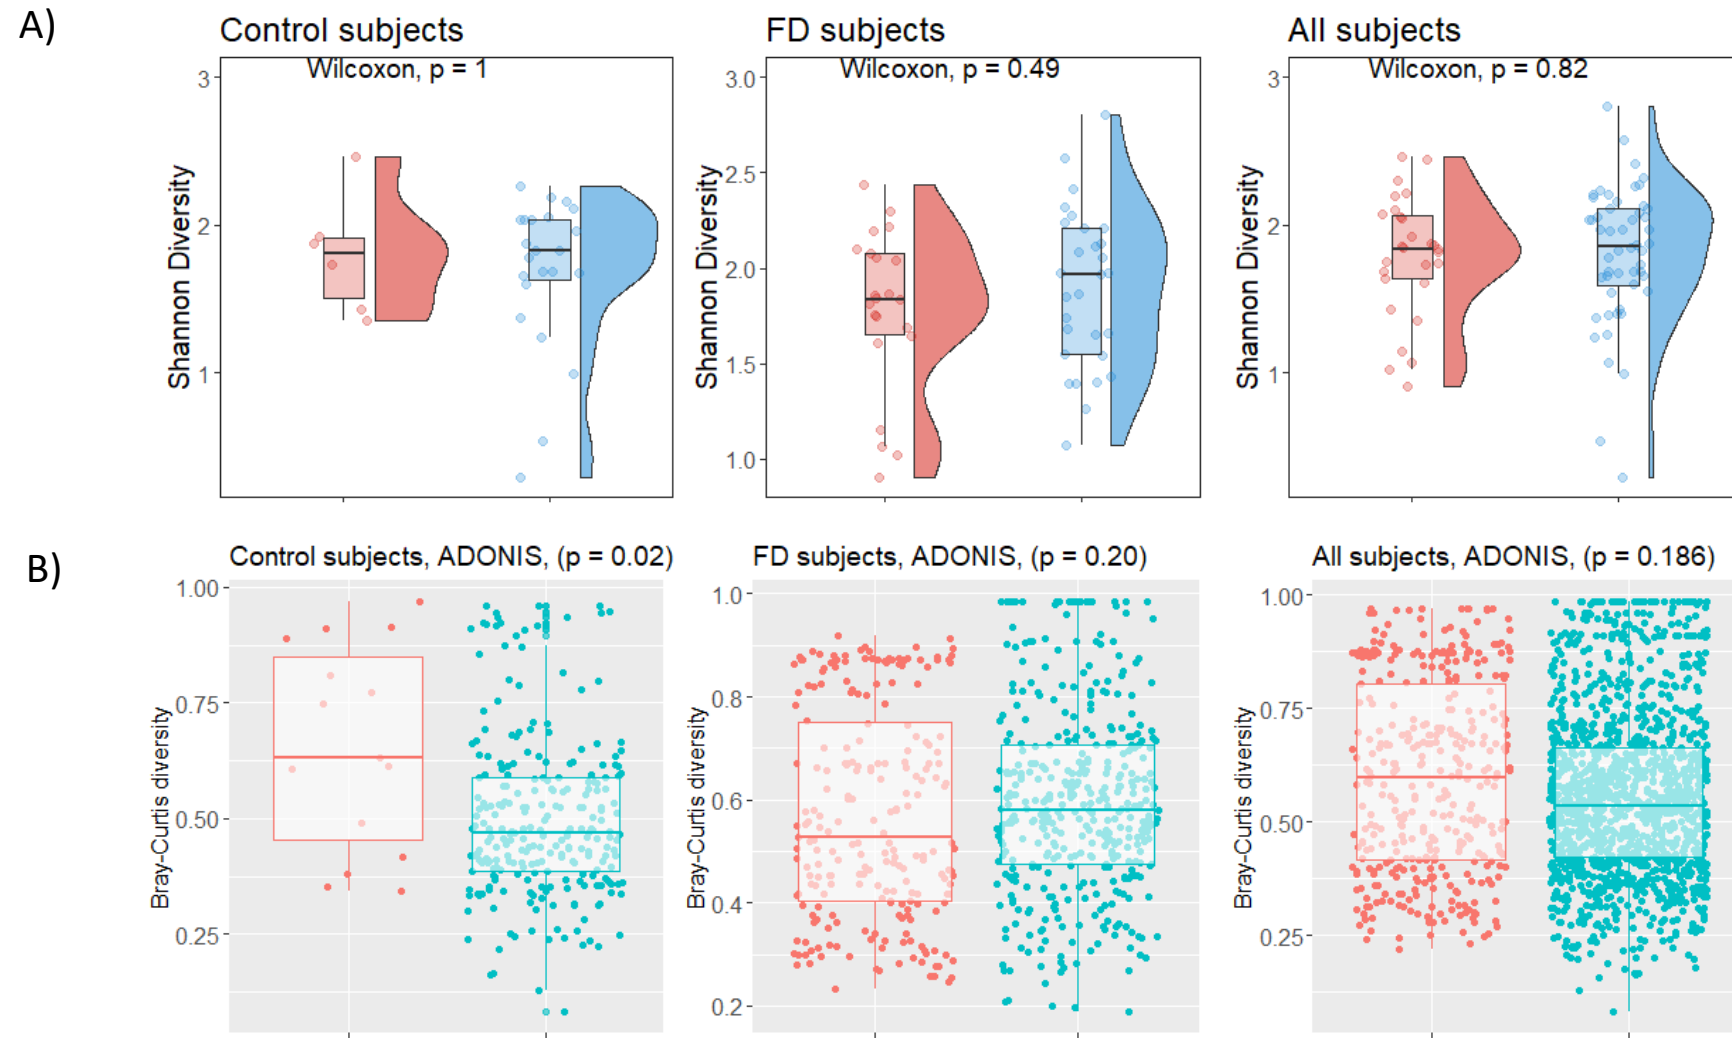 A)
Control subjects
FD subjects
All subjects
Wilcoxon, p = 1
Wilcoxon, p = 0.49
Wilcoxon, p = 0.82
Shannon Diversity
3
2
1
Shannon Diversity
3.0
2.5
2.0
1.5
1.0
Shannon Diversity
3
2
1
B)
Control subjects, ADONIS, (p = 0.02)
FD subjects, ADONIS, (p = 0.20)
All subjects, ADONIS, (p = 0.186)
Bray-Curtis diversity
1.00
0.75
0.50
0.25
Bray-Curtis diversity
1.0
0.8
0.6
0.4
0.2
Bray-Curtis diversity
1.00
0.75
0.50
0.25